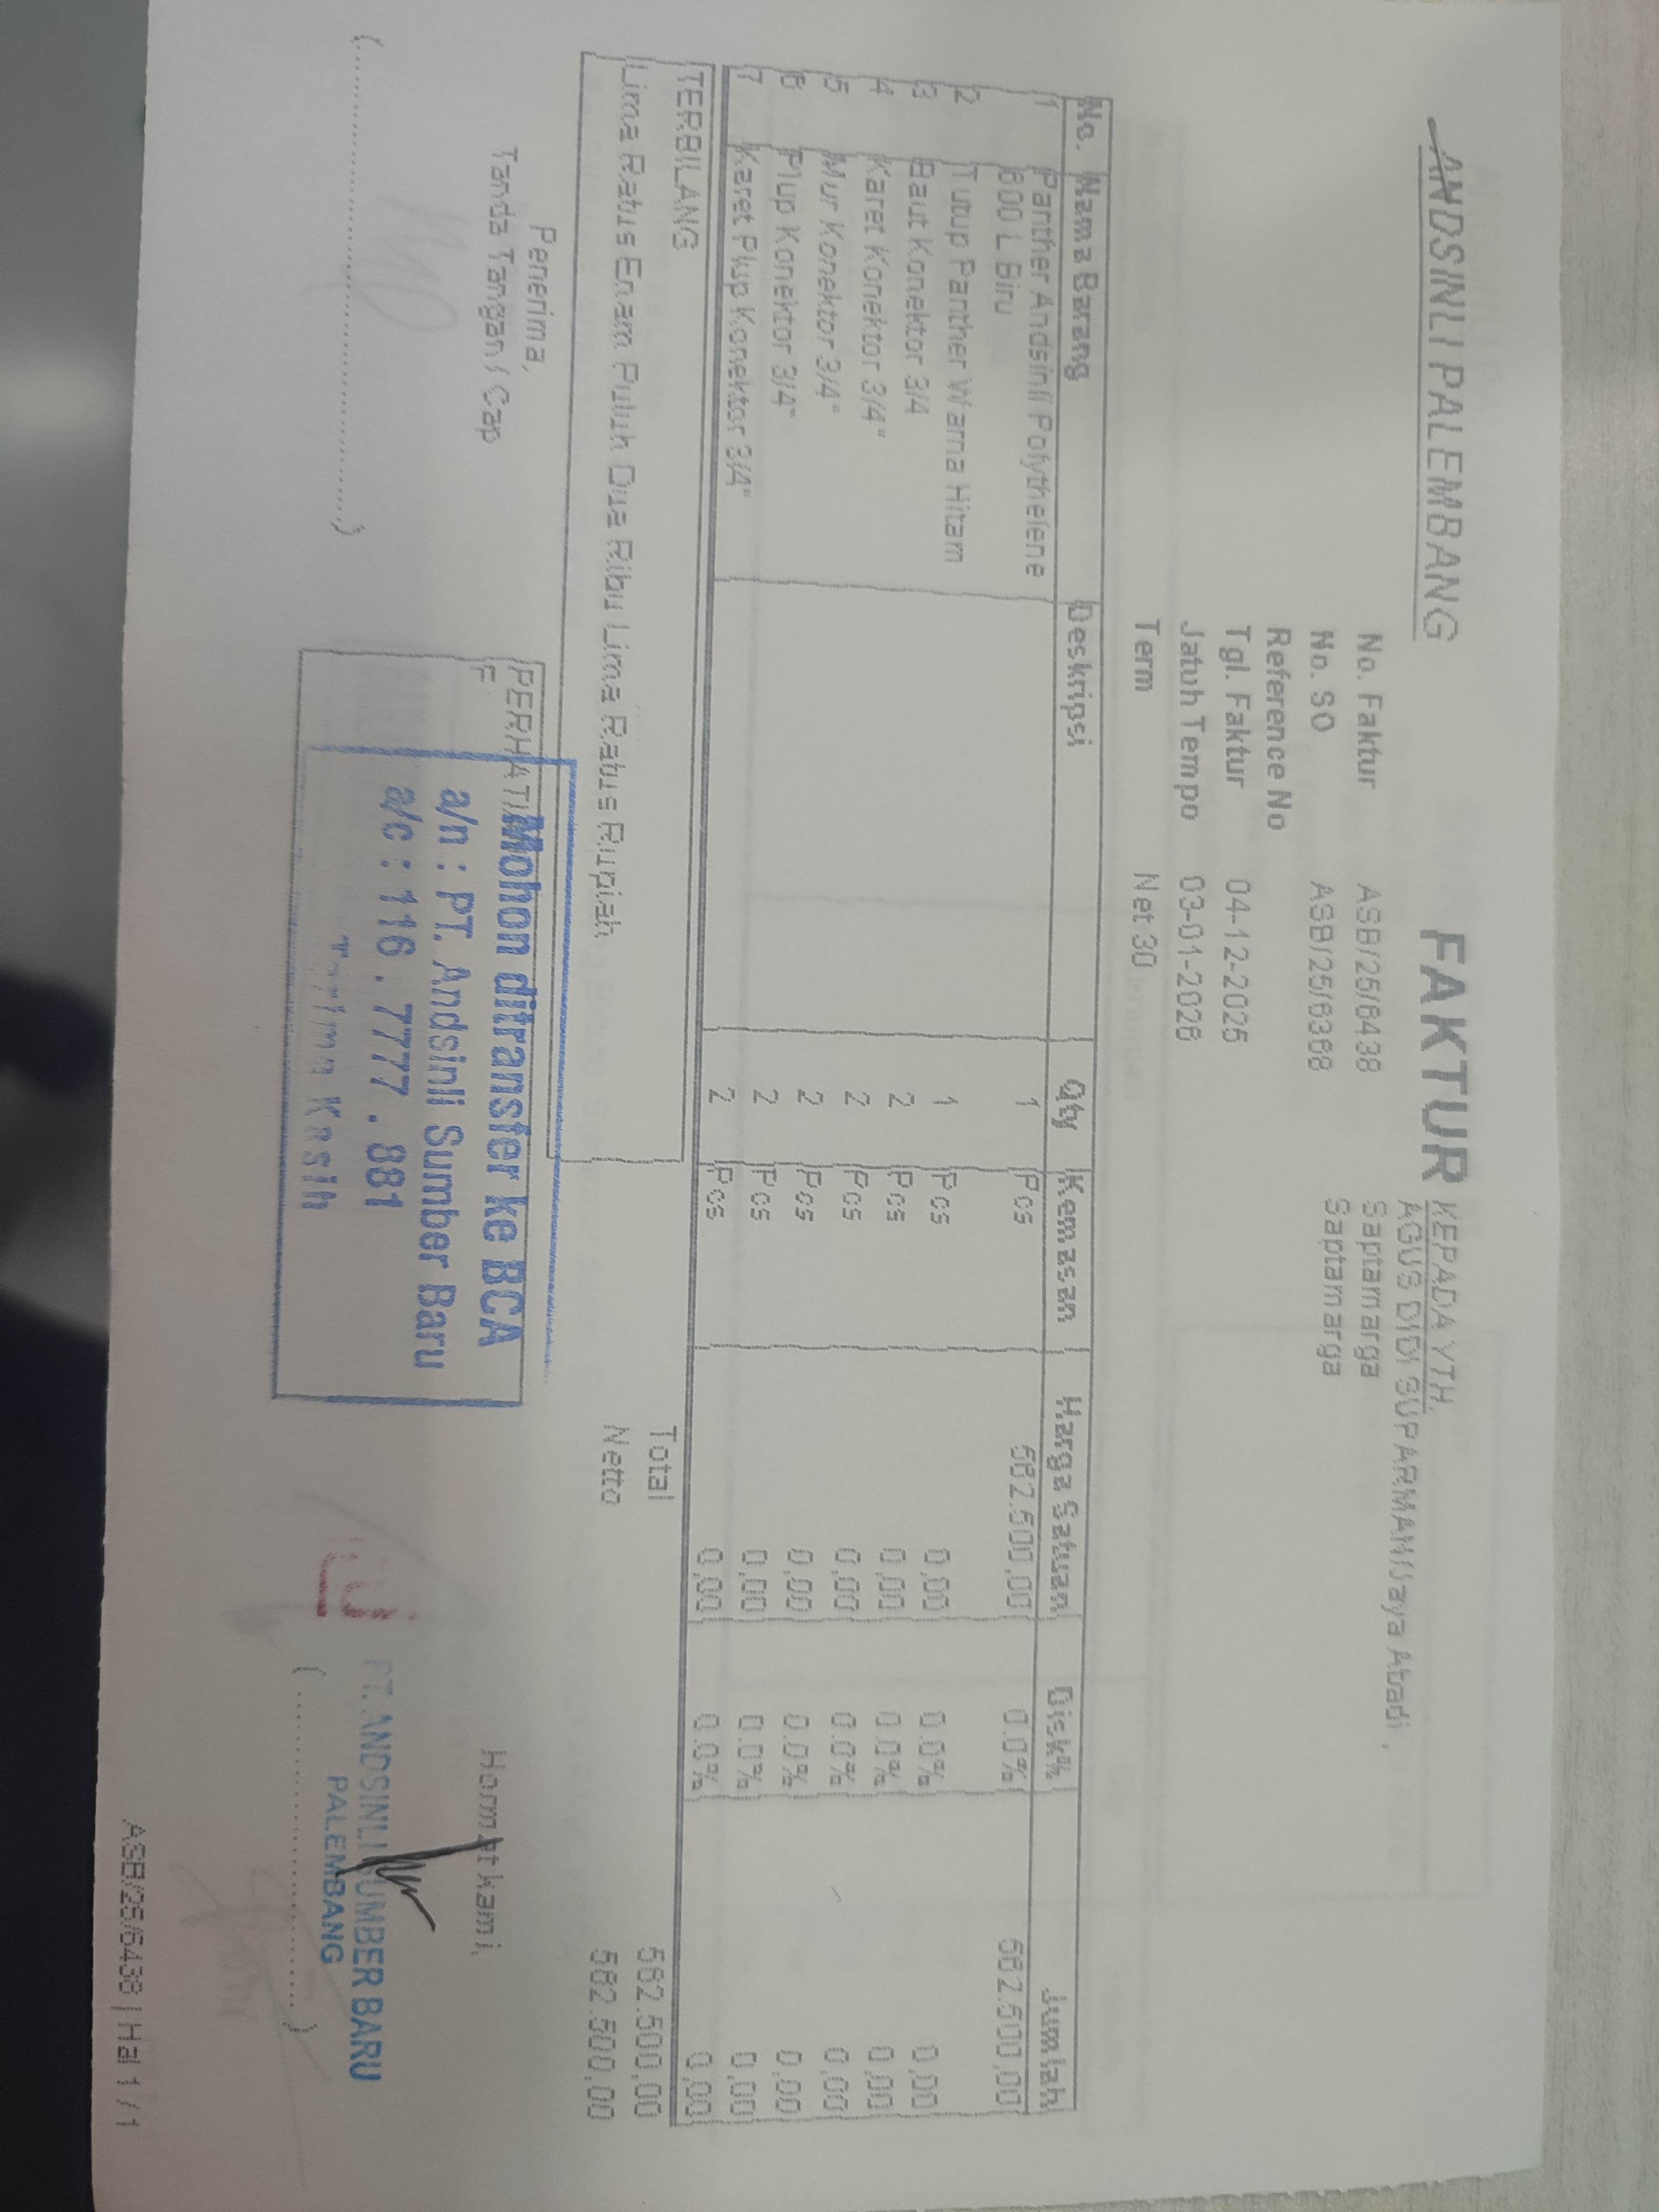 ANDSINLI PALEMBANG
FAKTUR
No. Faktur ASB/25/6438
No. SO ASB/25/6368
Reference No
Tgl. Faktur 04-12-2025
Jatuh Tempo 03-01-2026
Term Net 30
KEPADA YTH.
AGUS DIDI SUPARMAN/Jaya Abadi,
Saptamarga
Saptamarga
No. Nama Barang Deskripsi Qty Kemasan Harga Satuan Disk% Jumlah
1 Panther Andsinli Polythelene 1 Pcs 562.500,00 0.0% 562.500,00
600 L Biru
2 Tutup Panther Warna Hitam 1 Pcs 0,00 0.0% 0,00
3 Baut Konektor 3/4 2 Pcs 0,00 0.0% 0,00
4 Karet Konektor 3/4" 2 Pcs 0,00 0.0% 0,00
5 Mur Konektor 3/4" 2 Pcs 0,00 0.0% 0,00
6 Plup Konektor 3/4" 2 Pcs 0,00 0.0% 0,00
7 Karet Plup Konektor 3/4" 2 Pcs 0,00 0.0% 0,00
TERBILANG
Lima Ratus Enam Puluh Dua Ribu Lima Ratus Rupiah
Total 562.500,00
Netto 562.500,00
Penerima,
Tanda Tangan / Cap
(..............................)
Mohon ditransfer ke BCA
a/n : PT. Andsinli Sumber Baru
a/c : 116 . 7777 . 881
Terima Kasih
Hormat Kami,
PT. ANDSINLI SUMBER BARU
PALEMBANG
(..............................)
ASB/25/6438 | Hal 1 / 1